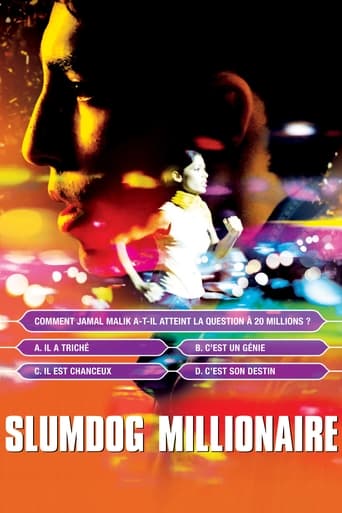 COMMENT JAMAL MALIK A-T-IL ATTEINT LA QUESTION À 20 MILLIONS ?
A. IL A TRICHÉ
B. C'EST UN GÉNIE
C. IL EST CHANCEUX
D. C'EST SON DESTIN
SLUMDOG MILLIONAIRE